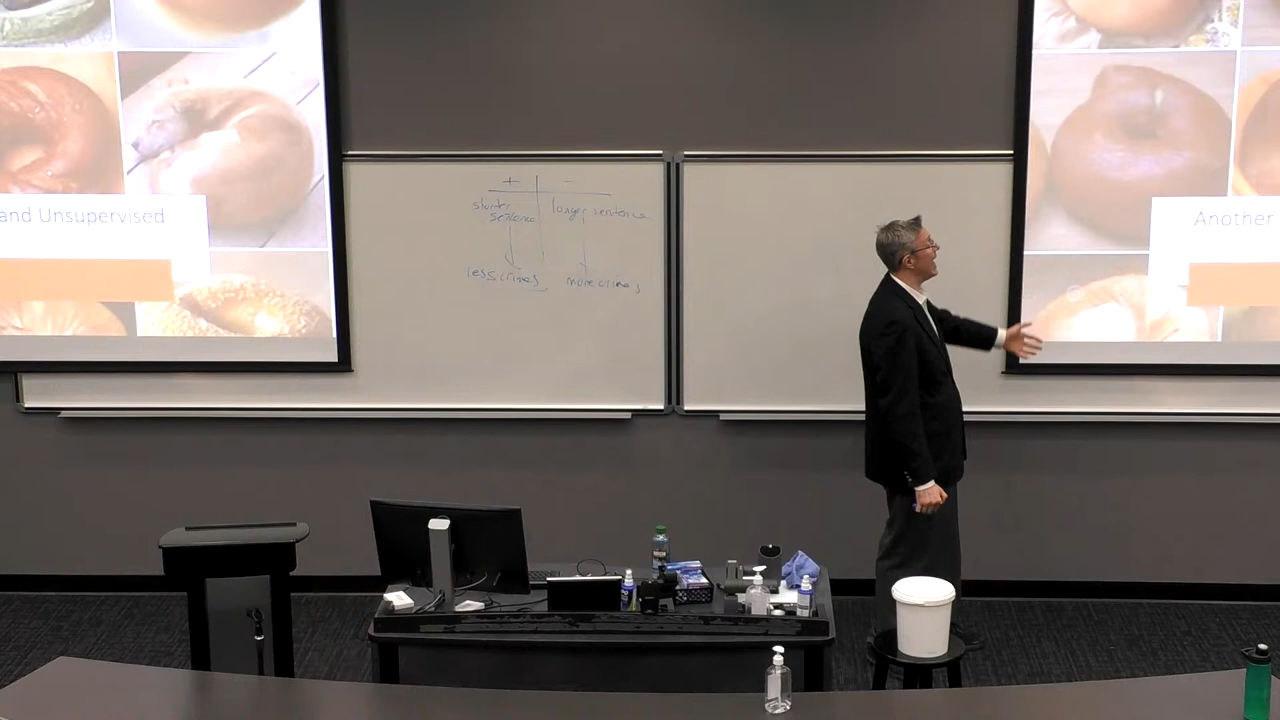 and Unsupervised
+ -
shorter longer sentence
sentence
less crimes more crimes
Another